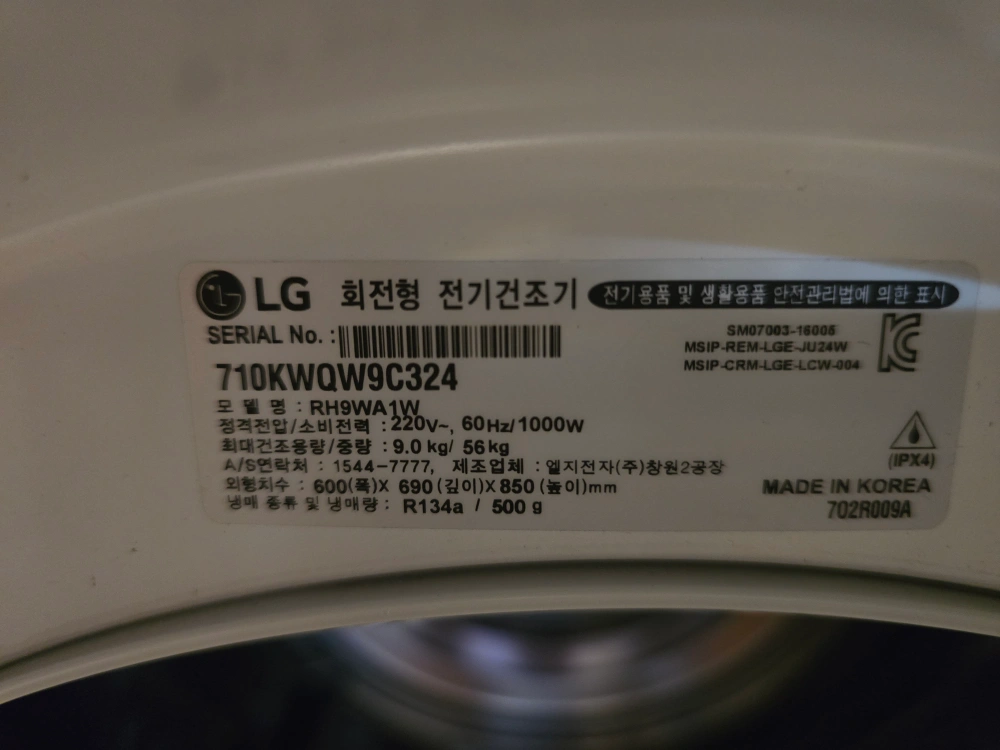 LG 회전형 전기건조기 전기용품 및 생활용품 안전관리법에 의한 표시
SERIAL No. :
710KWQW9C324
SM07003-16005
MSIP-REM-LGE-JU24W
MSIP-CRM-LGE-LCW-004
모 델 명 : RH9WA1W
정격전압/소비전력 : 220V~, 60Hz/1000W
최대건조용량/중량 : 9.0 kg/ 56kg
A/S연락처 : 1544-7777, 제조업체 : 엘지전자(주)창원2공장
외형치수 : 600(폭)X 690(깊이)X850(높이)mm
냉매 종류 및 냉매량 : R134a / 500 g
(IPX4)
MADE IN KOREA
702R009A